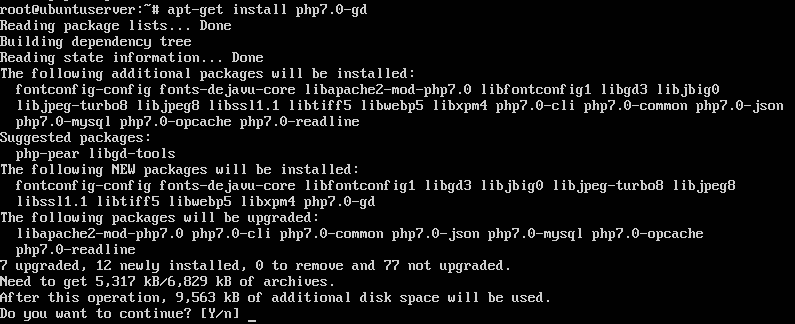 root@ubuntuserver:~# apt-get install php7.0-gd
Reading package lists... Done
Building dependency tree
Reading state information... Done
The following additional packages will be installed:
  fontconfig-config fonts-dejavu-core libapache2-mod-php7.0 libfontconfig1 libgd3 libjbig0
  libjpeg-turbo8 libjpeg8 libssl1.1 libtiff5 libwebp5 libxpm4 php7.0-cli php7.0-common php7.0-json
  php7.0-mysql php7.0-opcache php7.0-readline
Suggested packages:
  php-pear libgd-tools
The following NEW packages will be installed:
  fontconfig-config fonts-dejavu-core libfontconfig1 libgd3 libjbig0 libjpeg-turbo8 libjpeg8
  libssl1.1 libtiff5 libwebp5 libxpm4 php7.0-gd
The following packages will be upgraded:
  libapache2-mod-php7.0 php7.0-cli php7.0-common php7.0-json php7.0-mysql php7.0-opcache
  php7.0-readline
7 upgraded, 12 newly installed, 0 to remove and 77 not upgraded.
Need to get 5,317 kB/6,829 kB of archives.
After this operation, 9,563 kB of additional disk space will be used.
Do you want to continue? [Y/n] _